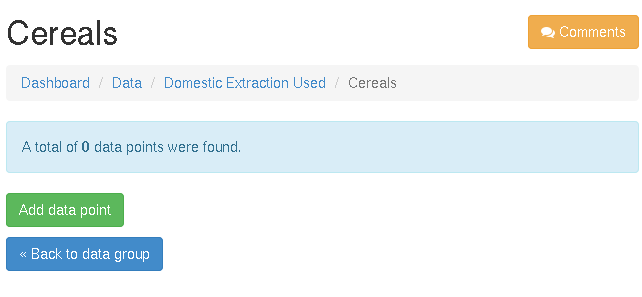 Cereals
Comments
Dashboard / Data / Domestic Extraction Used / Cereals
A total of 0 data points were found.
Add data point
« Back to data group